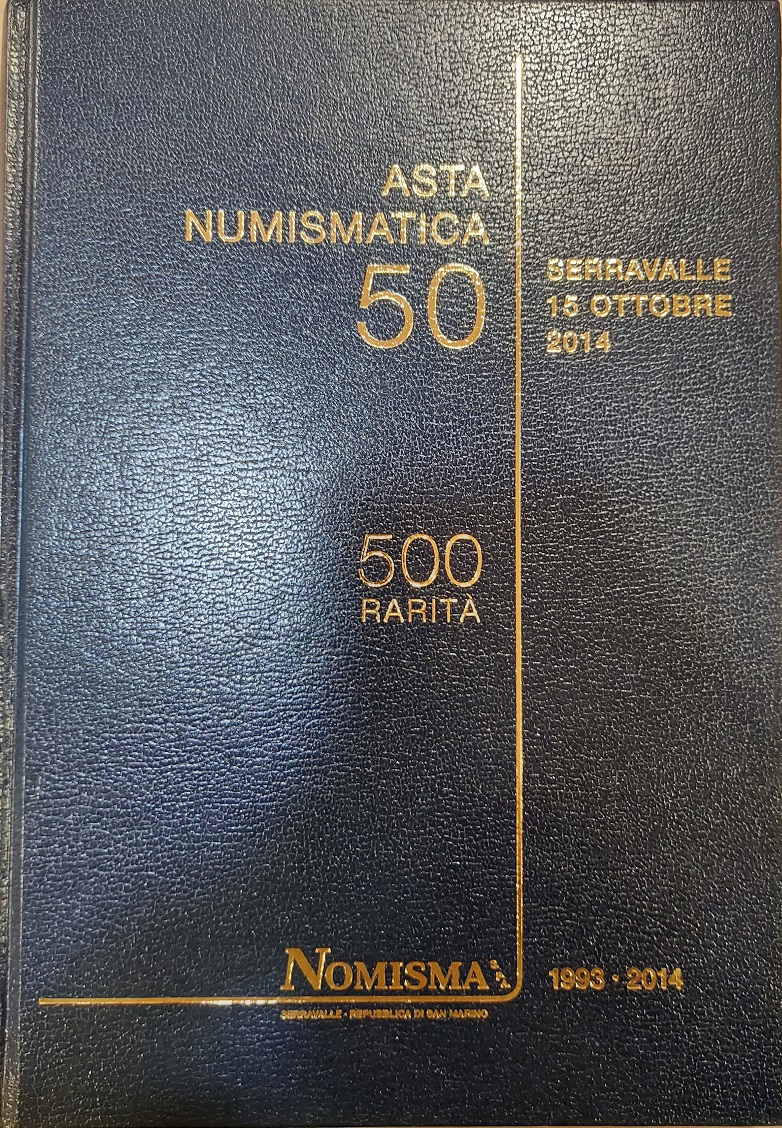 ASTA
NUMISMATICA
50
SERRAVALLE
15 OTTOBRE
2014
500
RARITÀ
NOMISMA
1993 · 2014
SERRAVALLE - REPUBBLICA DI SAN MARINO